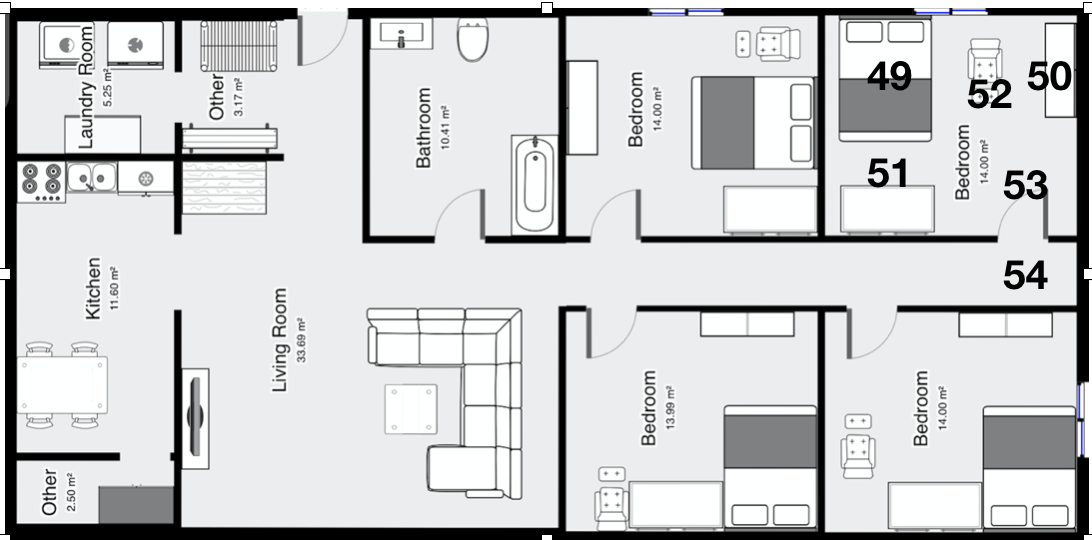 Laundry Room
5.25 m²
Other
3.17 m²
Bathroom
10.41 m²
Bedroom
14.00 m²
49
52
50
51
Bedroom
14.00 m²
53
54
Kitchen
11.60 m²
Living Room
33.69 m²
Bedroom
13.99 m²
Bedroom
14.00 m²
Other
2.50 m²